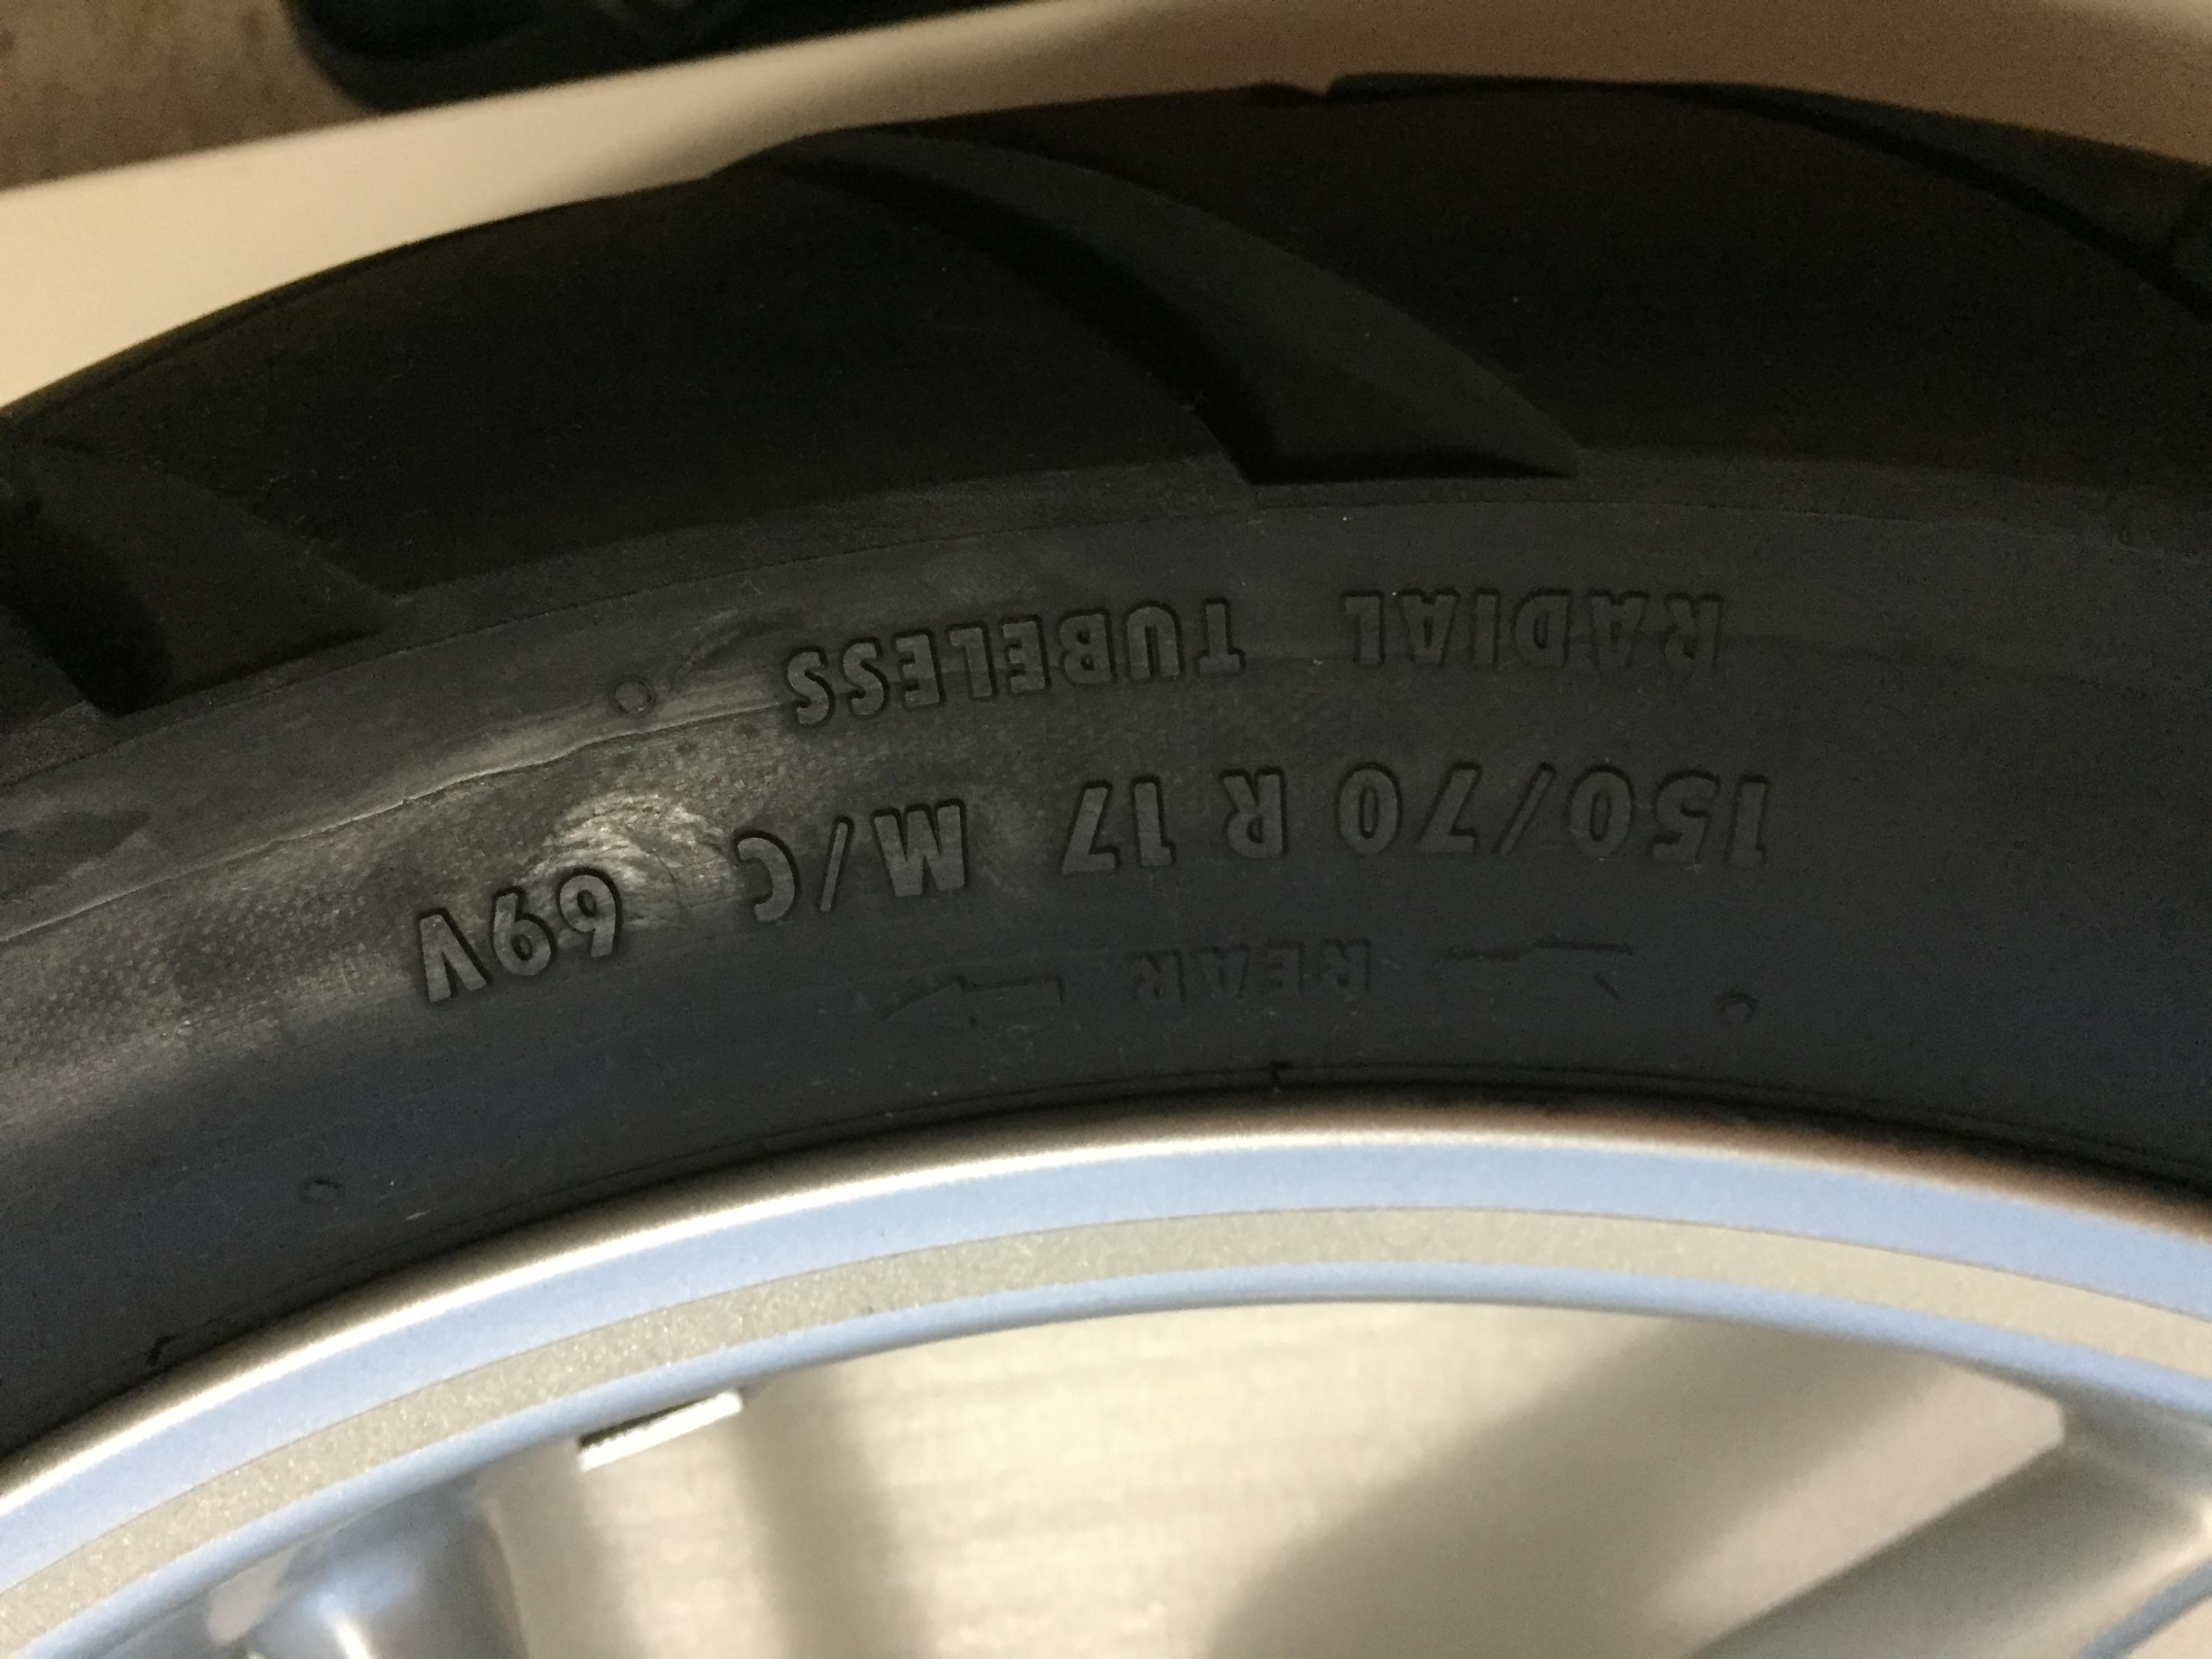 REAR
150/70 R 17 M/C 69V
RADIAL TUBELESS